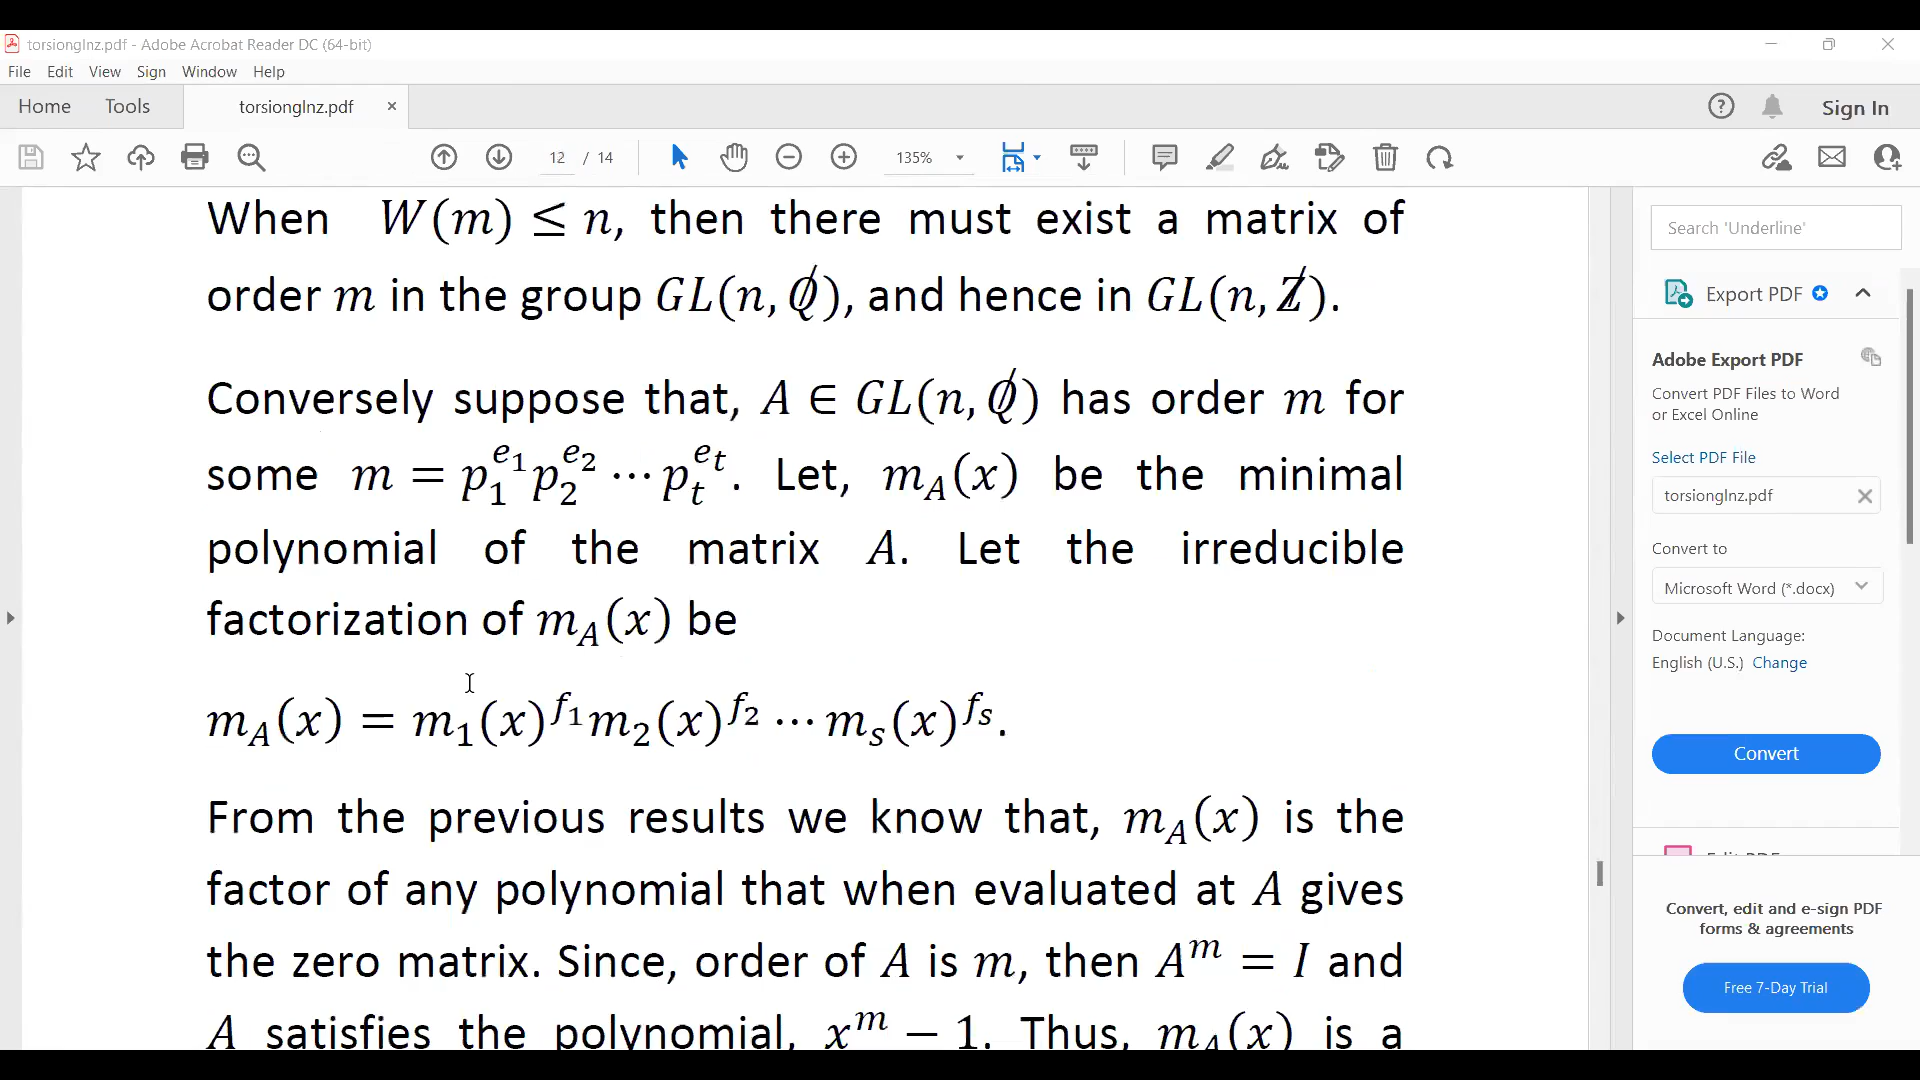 torsionglnz.pdf - Adobe Acrobat Reader DC (64-bit)
File Edit View Sign Window Help
Home Tools torsionglnz.pdf × Sign In
12 / 14 135%
When W(m) ≤ n, then there must exist a matrix of
order m in the group GL(n, Q̸), and hence in GL(n, Z̸).
Conversely suppose that, A ∈ GL(n, Q̸) has order m for
some m = p₁^{e₁} p₂^{e₂} ⋯ p_t^{e_t}. Let, m_A(x) be the minimal
polynomial of the matrix A. Let the irreducible
factorization of m_A(x) be
m_A(x) = m₁(x)^{f₁} m₂(x)^{f₂} ⋯ m_s(x)^{f_s}.
From the previous results we know that, m_A(x) is the
factor of any polynomial that when evaluated at A gives
the zero matrix. Since, order of A is m, then A^m = I and
A satisfies the polynomial, x^m − 1. Thus, m_A(x) is a
Search 'Underline'
Export PDF
Adobe Export PDF
Convert PDF Files to Word
or Excel Online
Select PDF File
torsionglnz.pdf
Convert to
Microsoft Word (*.docx)
Document Language:
English (U.S.) Change
Convert
Convert, edit and e-sign PDF
forms & agreements
Free 7-Day Trial